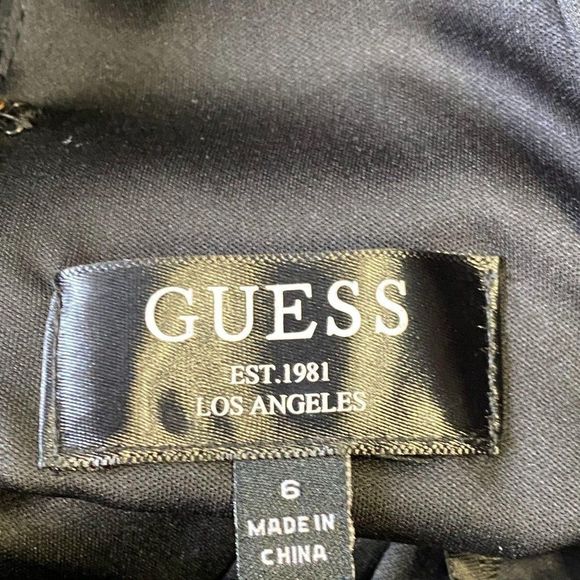 GUESS
EST.1981
LOS ANGELES
6
MADE IN
CHINA